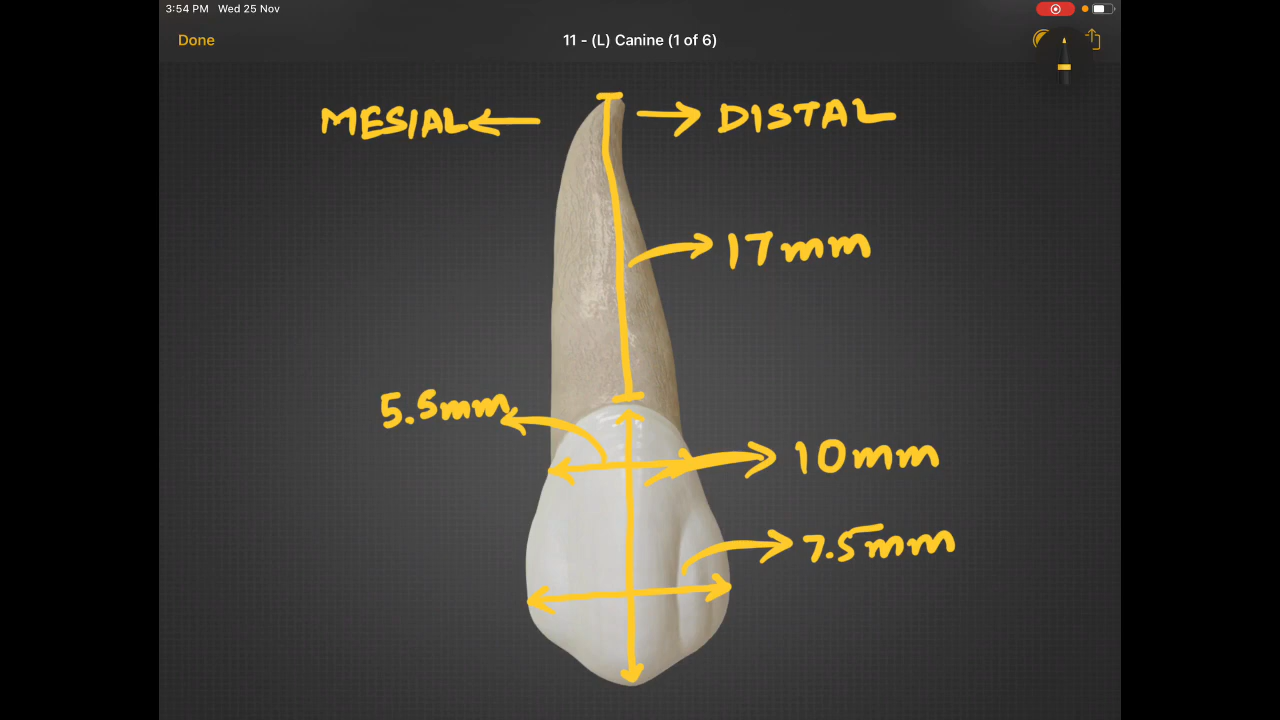 3:54 PM Wed 25 Nov
Done
11 - (L) Canine (1 of 6)
MESIAL
DISTAL
17mm
5.5mm
10mm
7.5mm